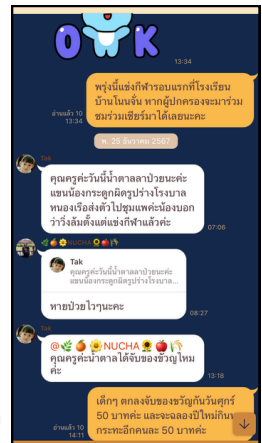 OK
13:34
พรุ่งนี้แข่งกีฬารอบแรกที่โรงเรียน
บ้านโนนจั่น หากผู้ปกครองจะมาร่วม
ชมร่วมเชียร์มาได้เลยนะคะ
อ่านแล้ว 10
13:34
พ. 25 ธันวาคม 2567
Tak
คุณครูค่ะวันนี้น้ำตาลลาป่วยนะค่ะ
แขนน้องกระดูกผิดรูปร่างโรงบาล
หนองเรือส่งตัวไปชุมแพค่ะน้องบอก
ว่าวิ่งล้มตั้งแต่แข่งกีฬาแล้วค่ะ
07:06
NUCHA
Tak
คุณครูค่ะวันนี้น้ำตาลลาป่วยนะค่ะ
แขนน้องกระดูกผิดรูปร่างโรงบาล...
หายป่วยไวๆนะคะ
08:27
Tak
@🌿🍊🌻NUCHA🌻🍎
คุณครูค่ะน้ำตาลได้จับของขวัญไหม
ค่ะ
13:18
เด็กๆ ตกลงจับของขวัญกันวันศุกร์
50 บาทค่ะ และจะฉลองปีใหม่กิน
กระทะอีกคนละ 50 บาทค่ะ
อ่านแล้ว 10
14:11